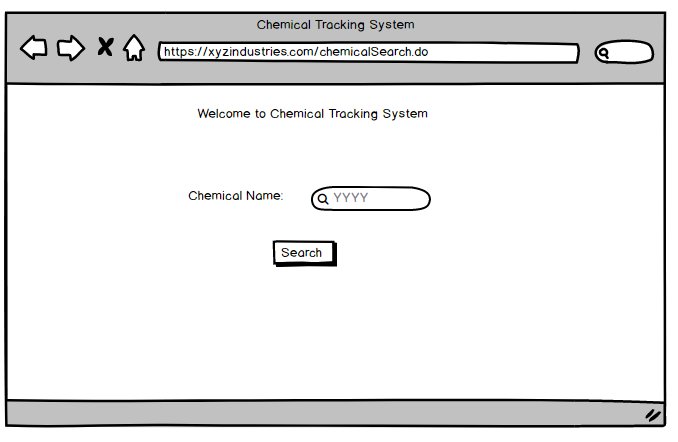 Chemical Tracking System
https://xyzindustries.com/chemicalSearch.do
Welcome to Chemical Tracking System
Chemical Name: YYYY
Search